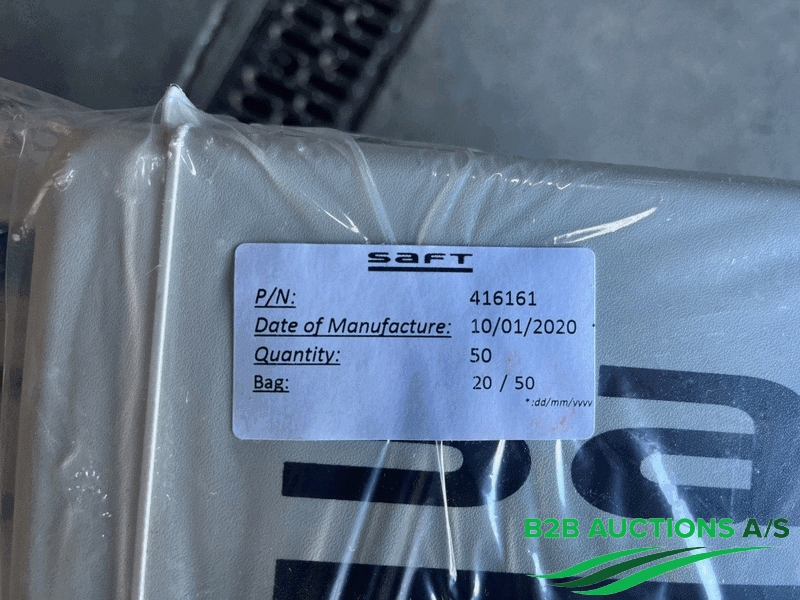 saft
P/N: 416161
Date of Manufacture: 10/01/2020
Quantity: 50
Bag: 20 / 50
*:dd/mm/yyyy
B2B AUCTIONS A/S